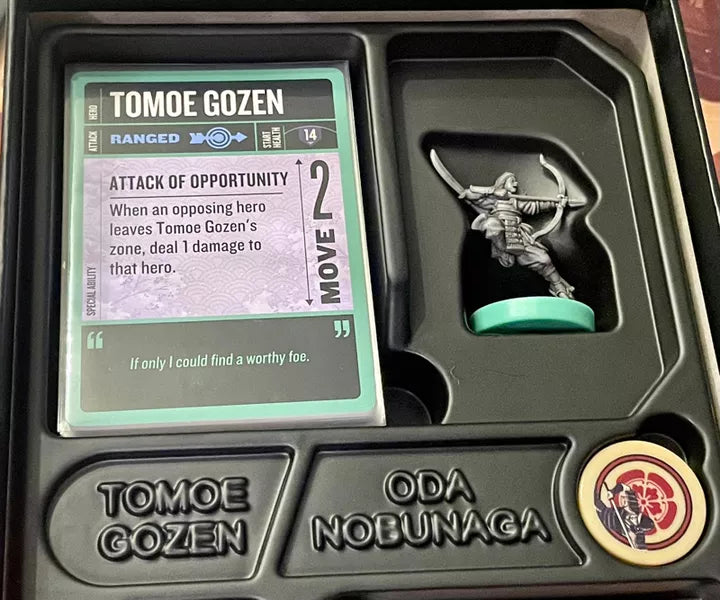 HERO
TOMOE GOZEN
ATTACK
RANGED
START HEALTH
14
ATTACK OF OPPORTUNITY
When an opposing hero
leaves Tomoe Gozen's
zone, deal 1 damage to
that hero.
SPECIAL ABILITY
MOVE 2
“
”
If only I could find a worthy foe.
TOMOE
GOZEN
ODA
NOBUNAGA